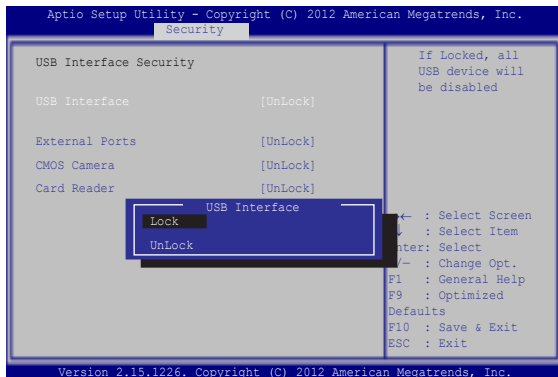 Aptio Setup Utility - Copyright (C) 2012 American Megatrends, Inc.
Security
USB Interface Security
USB Interface [UnLock]
External Ports [UnLock]
CMOS Camera [UnLock]
Card Reader [UnLock]
USB Interface
Lock
UnLock
If Locked, all
USB device will
be disabled
← : Select Screen
: Select Item
nter: Select
/— : Change Opt.
F1 : General Help
F9 : Optimized
Defaults
F10 : Save & Exit
ESC : Exit
Version 2.15.1226. Copyright (C) 2012 American Megatrends, Inc.